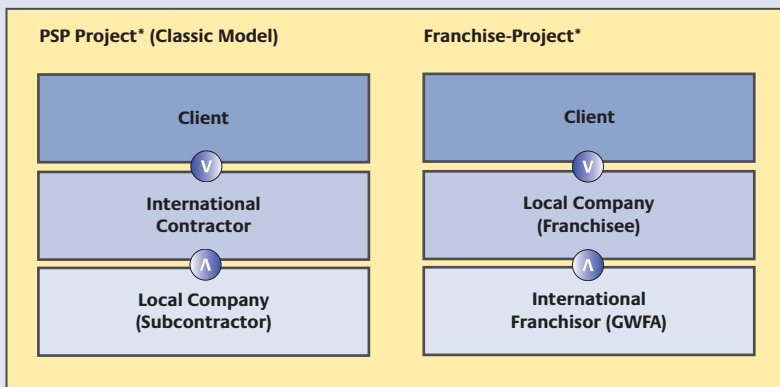 PSP Project* (Classic Model)
Client
V
International
Contractor
Λ
Local Company
(Subcontractor)
Franchise-Project*
Client
V
Local Company
(Franchisee)
Λ
International
Franchisor (GWFA)